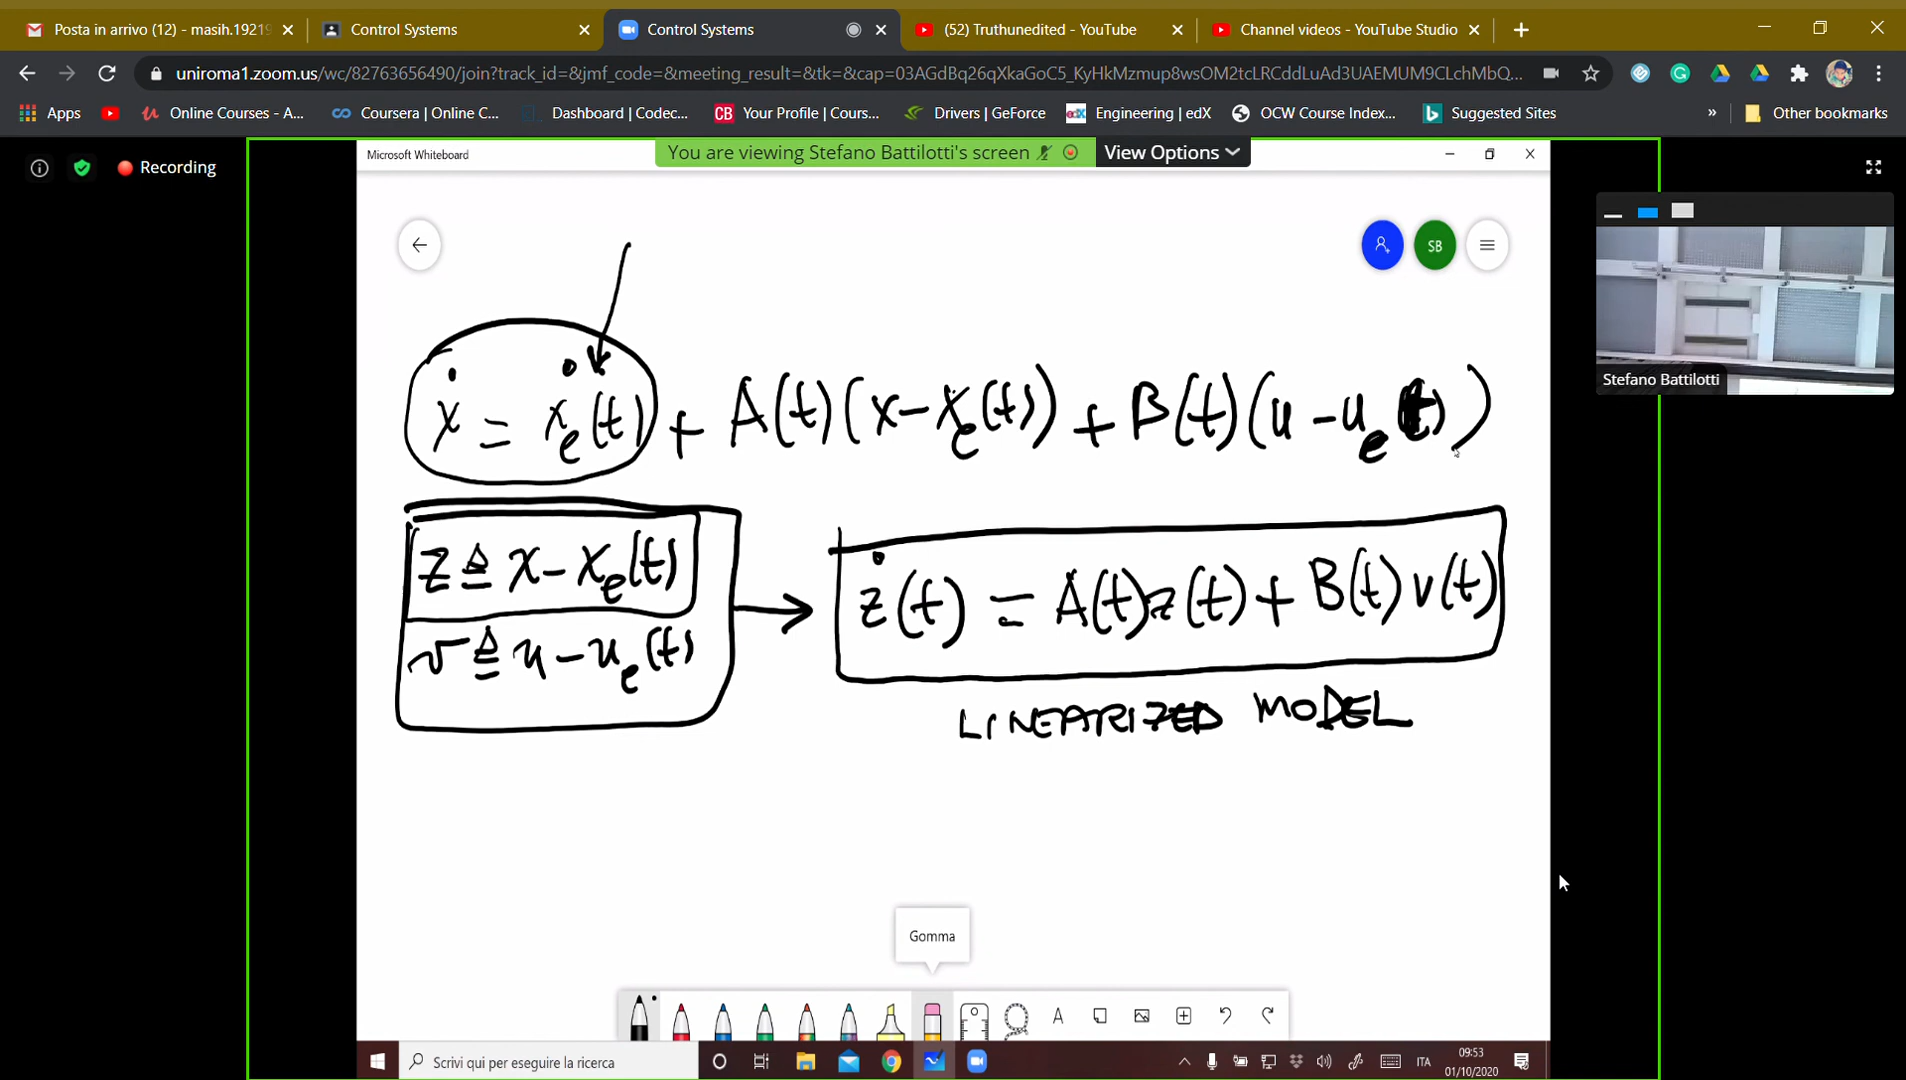 Posta in arrivo (12) - masih.1921
Control Systems
Control Systems
(52) Truthunedited - YouTube
Channel videos - YouTube Studio
uniroma1.zoom.us/wc/82763656490/join?track_id=&jmf_code=&meeting_result=&tk=&cap=03AGdBq26qXkaGoC5_KyHkMzmup8wsOM2tcLRCddLuAd3UAEMUM9CLchMbQ...
Apps
Online Courses - A...
Coursera | Online C...
Dashboard | Codec...
CB Your Profile | Cours...
Drivers | GeForce
edX Engineering | edX
OCW Course Index...
Suggested Sites
»
Other bookmarks
Recording
Microsoft Whiteboard
You are viewing Stefano Battilotti's screen
View Options
SB
Stefano Battilotti
ẋ = ẋe(t) + A(t)(x-xe(t)) + B(t)(u-ue(t))
z ≜ x-xe(t)
v ≜ u-ue(t)
ż(t) = A(t)z(t) + B(t)v(t)
LINEARIZED MODEL
Gomma
A
Scrivi qui per eseguire la ricerca
ITA
09:53
01/10/2020